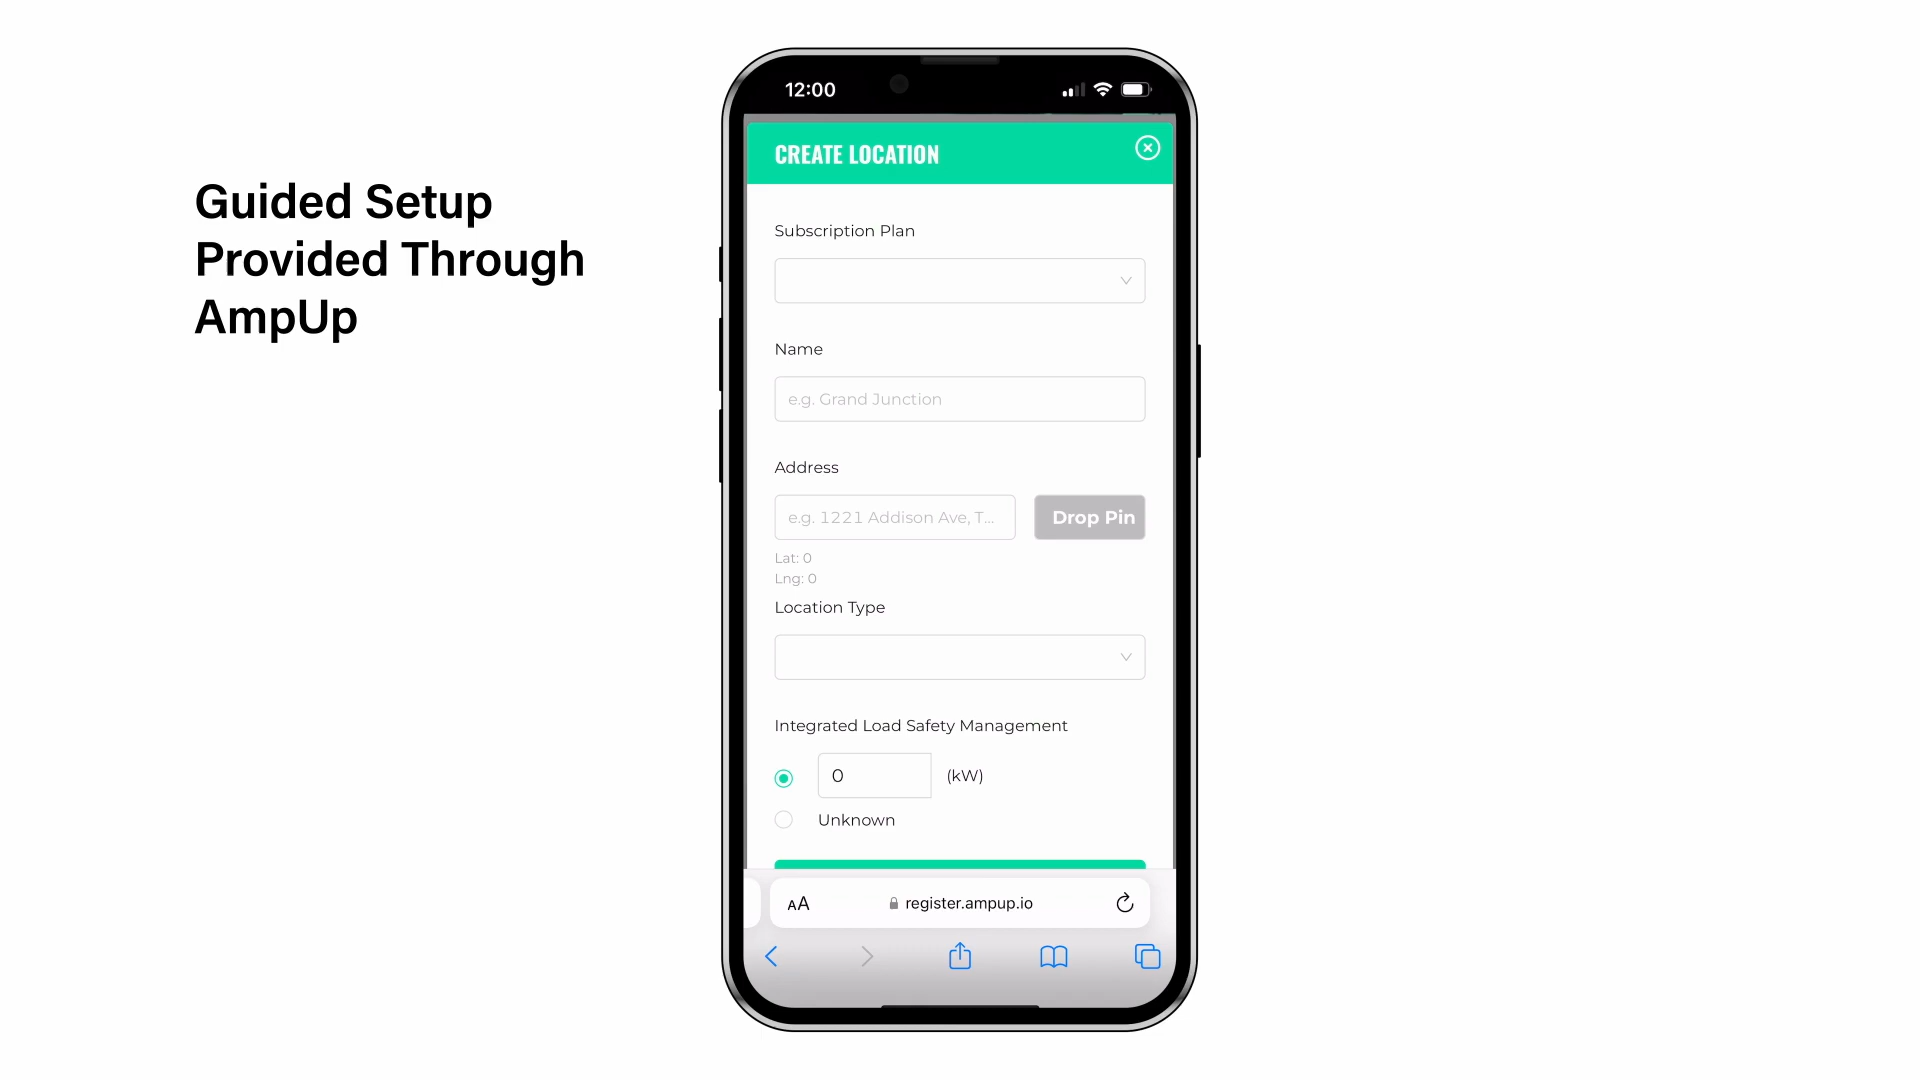 Guided Setup
Provided Through
AmpUp
12:00
CREATE LOCATION
Subscription Plan
Name
e.g. Grand Junction
Address
e.g. 1221 Addison Ave, T...
Drop Pin
Lat: 0
Lng: 0
Location Type
Integrated Load Safety Management
0 (kW)
Unknown
AA register.ampup.io